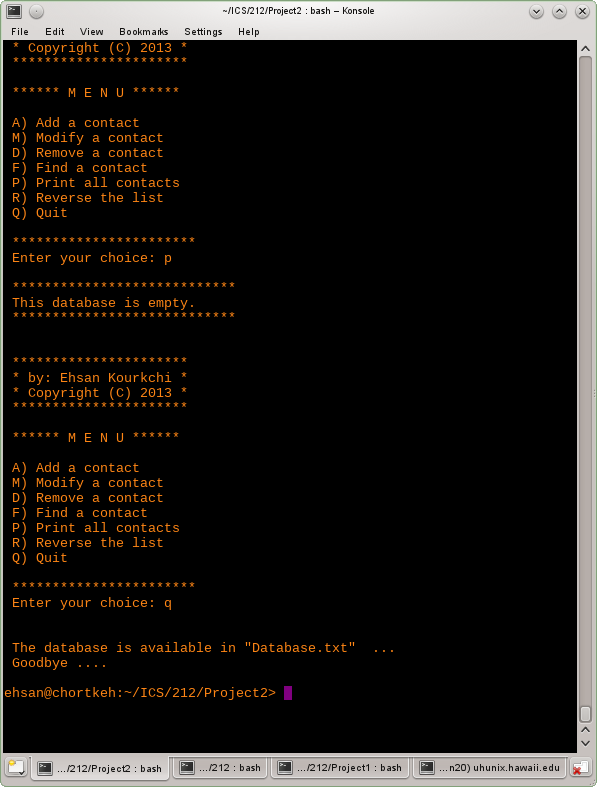 ~/ICS/212/Project2 : bash – Konsole
File Edit View Bookmarks Settings Help
* Copyright (C) 2013 *
**********************
****** M E N U ******
A) Add a contact
M) Modify a contact
D) Remove a contact
F) Find a contact
P) Print all contacts
R) Reverse the list
Q) Quit
***********************
Enter your choice: p
****************************
This database is empty.
****************************
**********************
* by: Ehsan Kourkchi *
* Copyright (C) 2013 *
**********************
****** M E N U ******
A) Add a contact
M) Modify a contact
D) Remove a contact
F) Find a contact
P) Print all contacts
R) Reverse the list
Q) Quit
***********************
Enter your choice: q
The database is available in "Database.txt"  ...
Goodbye ....
ehsan@chortkeh:~/ICS/212/Project2>
.../212/Project2 : bash .../212 : bash .../212/Project1 : bash ...n20) uhunix.hawaii.edu